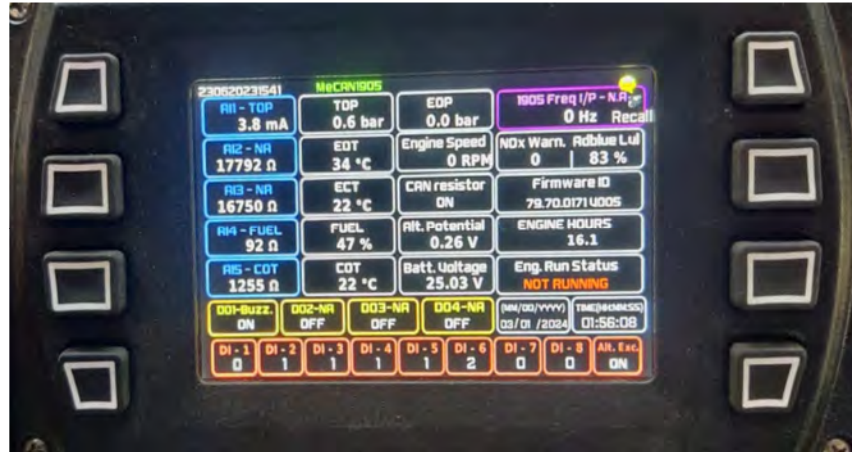 230620231541 MeCAN1905
AI1 - TOP TOP EOP 1905 Freq I/P - N.A
3.8 mA 0.6 bar 0.0 bar 0 Hz Recall
AI2 - NA EOT Engine Speed NOx Warn. Adblue Lvl
17792 Ω 34 °C 0 RPM 0 83 %
AI3 - NA ECT CAN resistor Firmware ID
16750 Ω 22 °C ON 79.70.0171 4005
AI4 - FUEL FUEL Alt. Potential ENGINE HOURS
92 Ω 47 % 0.26 V 16.1
AI5 - COT COT Batt. Voltage Eng. Run Status
1255 Ω 22 °C 25.03 V NOT RUNNING
DO1-Buzz. DO2-NA DO3-NA DO4-NA (MM/DD/YYYY) TIME(HH:MM:SS)
ON OFF OFF OFF 03/01 /2024 01:56:08
DI - 1 DI - 2 DI - 3 DI - 4 DI - 5 DI - 6 DI - 7 DI - 8 Alt. Exc.
0 1 1 1 1 2 0 0 ON